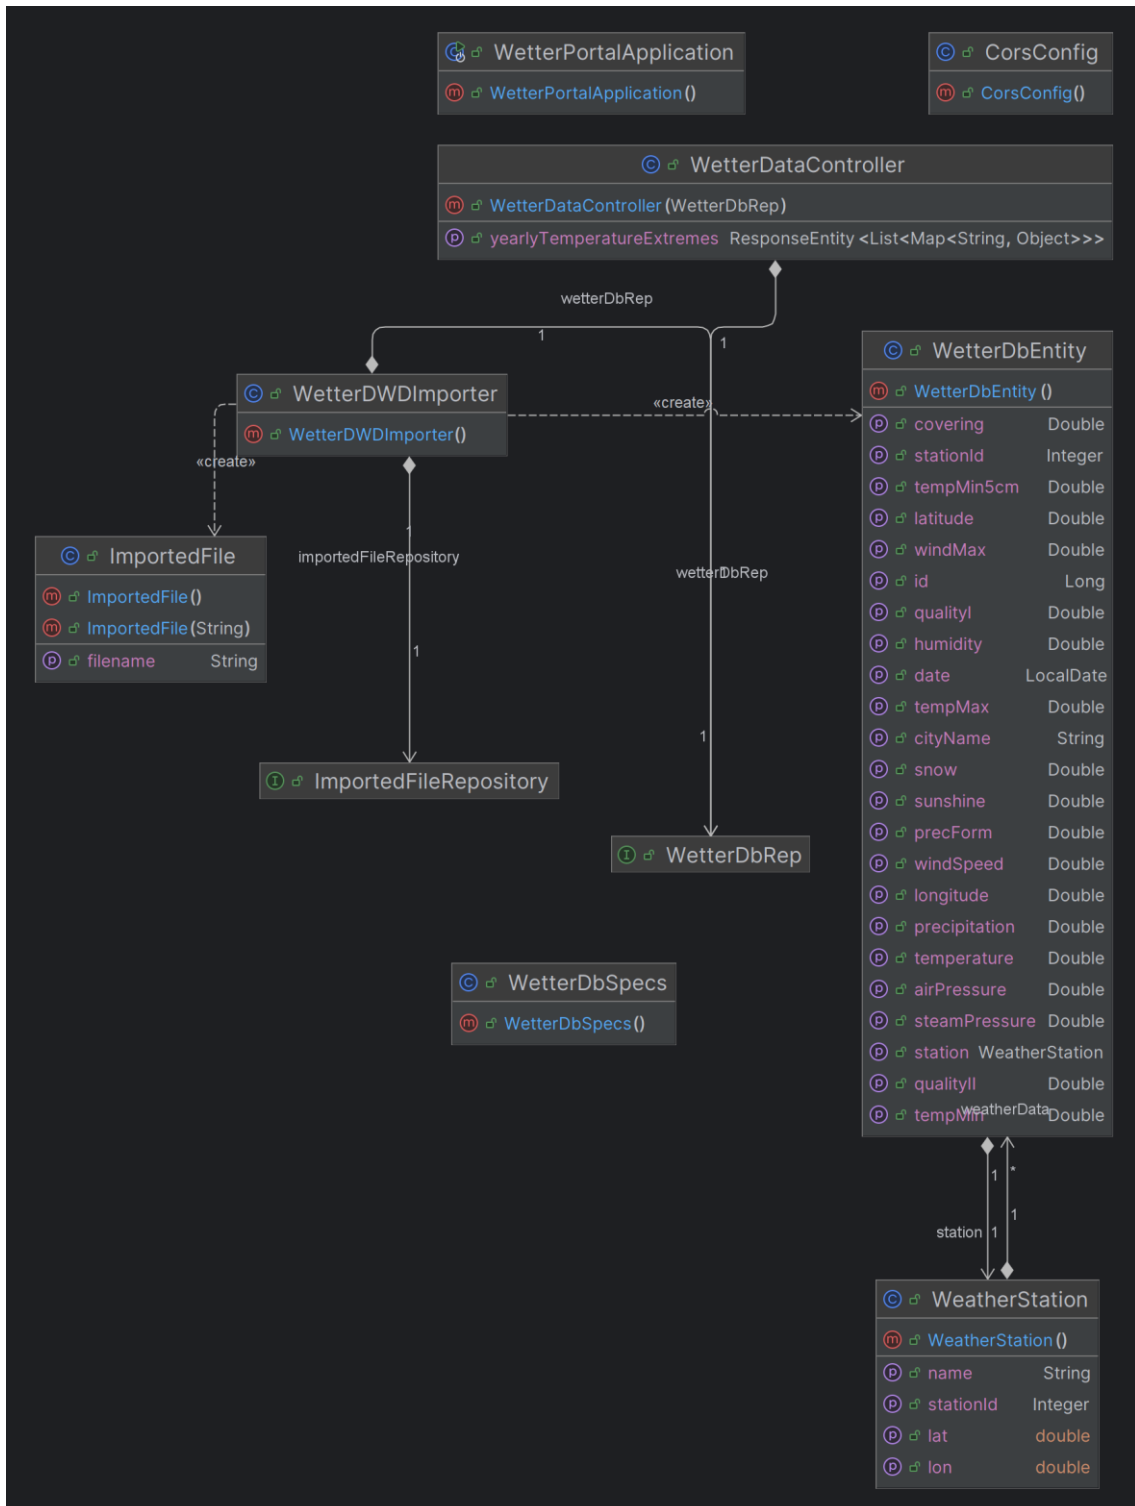 WetterPortalApplication
WetterPortalApplication()
CorsConfig
CorsConfig()
WetterDataController
WetterDataController(WetterDbRep)
yearlyTemperatureExtremes ResponseEntity<List<Map<String, Object>>>
wetterDbRep
1
1
WetterDWDImporter
WetterDWDImporter()
«create»
«create»
ImportedFile
ImportedFile()
ImportedFile(String)
filename String
1
importedFileRepository
1
ImportedFileRepository
wetterDbRep
1
1
WetterDbRep
WetterDbSpecs
WetterDbSpecs()
WetterDbEntity
WetterDbEntity()
covering Double
stationId Integer
tempMin5cm Double
latitude Double
windMax Double
id Long
qualityI Double
humidity Double
date LocalDate
tempMax Double
cityName String
snow Double
sunshine Double
precForm Double
windSpeed Double
longitude Double
precipitation Double
temperature Double
airPressure Double
steamPressure Double
station WeatherStation
qualityII Double
tempMin Double
weatherData
1 *
1
station 1
WeatherStation
WeatherStation()
name String
stationId Integer
lat double
lon double